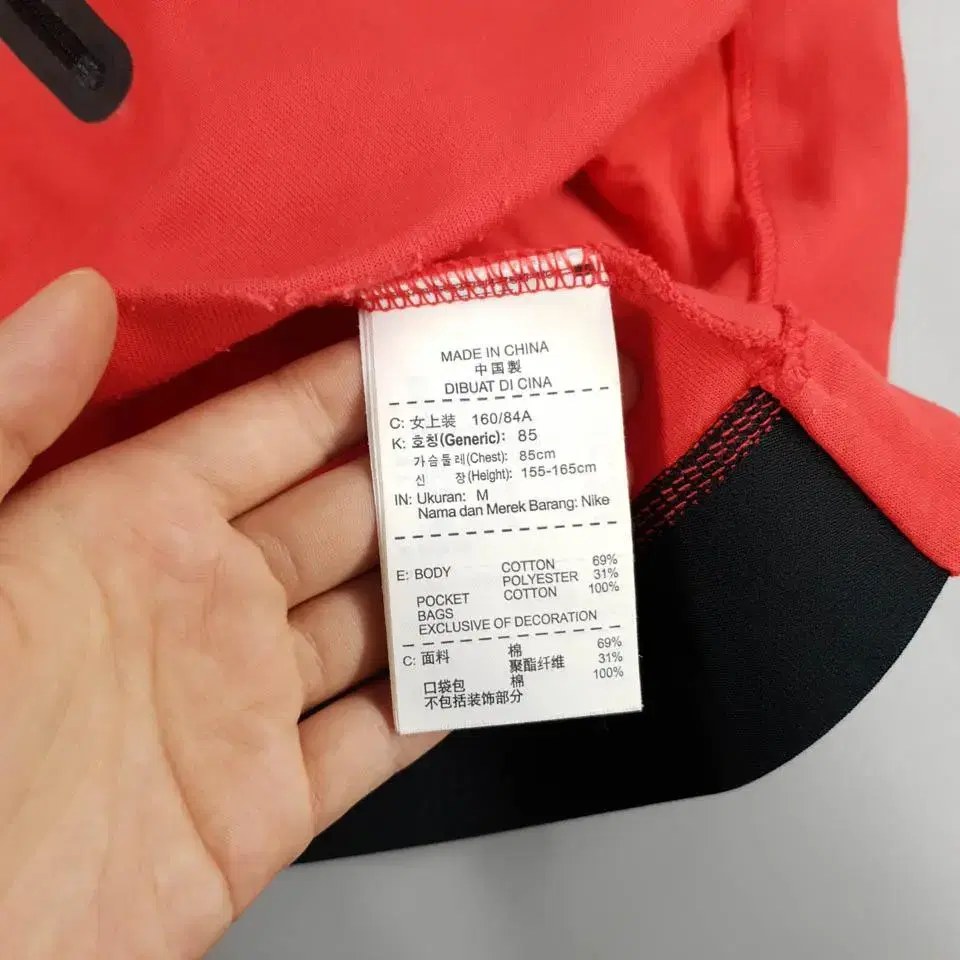 MADE IN CHINA
中国製
DIBUAT DI CINA
C: 女上装 160/84A
K: 호칭(Generic): 85
가슴둘레(Chest): 85cm
신 장(Height): 155-165cm
IN: Ukuran: M
Nama dan Merek Barang: Nike
E: BODY COTTON 69%
POLYESTER 31%
POCKET COTTON 100%
BAGS
EXCLUSIVE OF DECORATION
C: 面料 棉 69%
聚酯纤维 31%
口袋包 棉 100%
不包括装饰部分